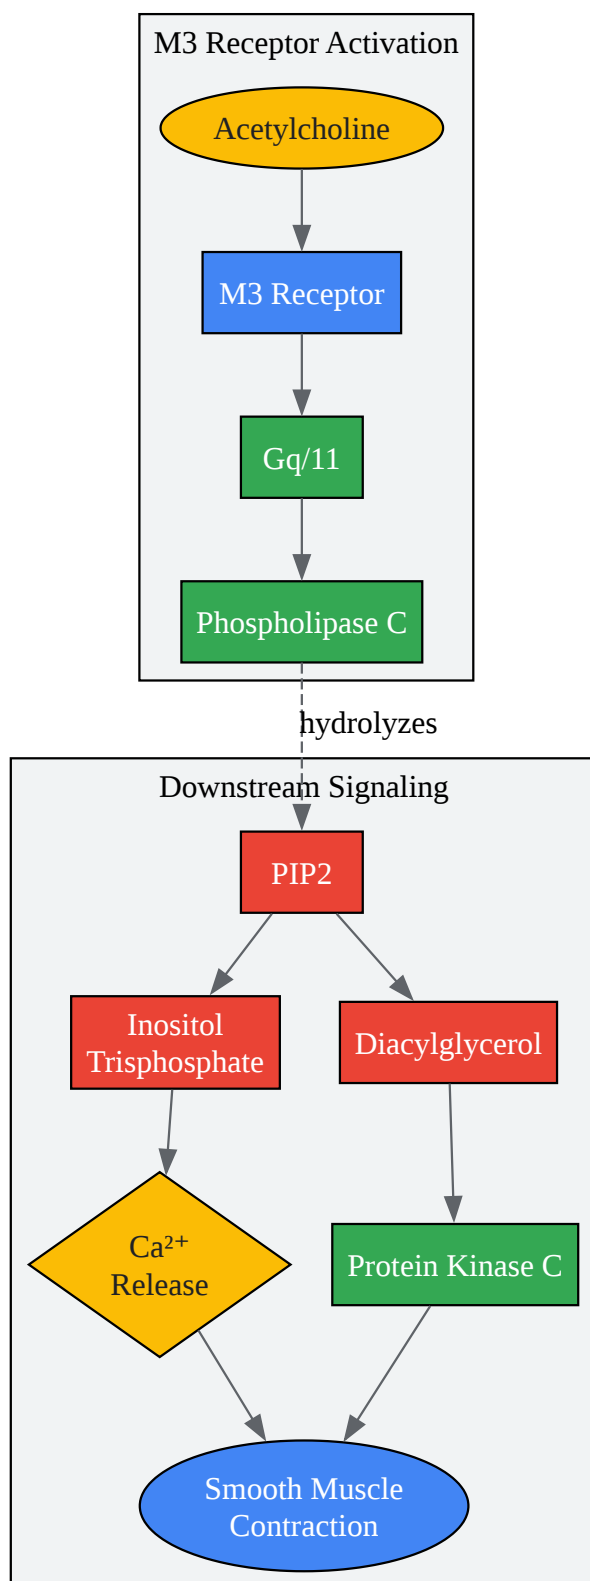 M3 Receptor Activation
Acetylcholine
M3 Receptor
Gq/11
Phospholipase C
hydrolyzes
Downstream Signaling
PIP2
Inositol
Trisphosphate
Diacylglycerol
Ca²⁺
Release
Protein Kinase C
Smooth Muscle
Contraction